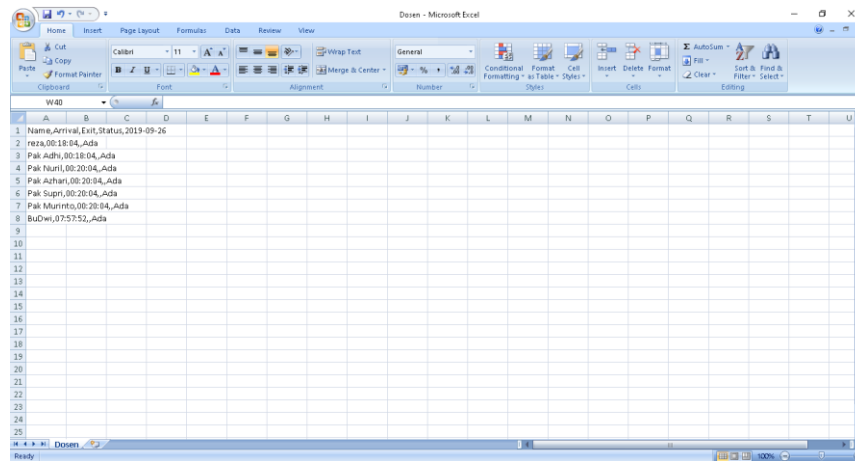 Dosen - Microsoft Excel
Home Insert Page Layout Formulas Data Review View
Cut
Copy
Format Painter
Paste
Clipboard
Calibri 11
B I U
Font
Wrap Text
Merge & Center
Alignment
General
Number
Conditional Formatting
Format as Table
Cell Styles
Styles
Insert Delete Format
Cells
AutoSum
Fill
Clear
Sort & Filter
Find & Select
Editing
W40 fx
A B C D E F G H I J K L M N O P Q R S T U
1 Name,Arrival,Exit,Status,2019-09-26
2 reza,00:18:04,,Ada
3 Pak Adhi,00:18:04,,Ada
4 Pak Nuril,00:20:04,,Ada
5 Pak Azhari,00:20:04,,Ada
6 Pak Supri,00:20:04,,Ada
7 Pak Murinto,00:20:04,,Ada
8 BuDwi,07:57:52,,Ada
9
10
11
12
13
14
15
16
17
18
19
20
21
22
23
24
25
Dosen
Ready 100%